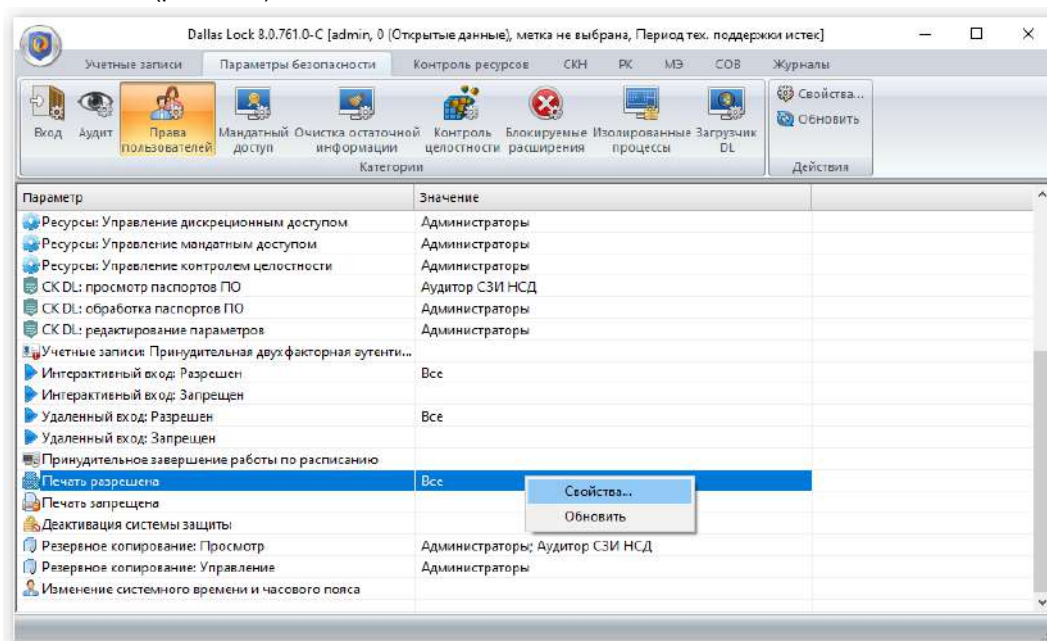 Dallas Lock 8.0.761.0-C [admin, 0 (Открытые данные), метка не выбрана, Период тех. поддержки истек]
Учетные записи Параметры безопасности Контроль ресурсов СКН РК МЭ СОВ Журналы
Вход Аудит Права пользователей Мандатный доступ Очистка остаточной информации Контроль целостности Блокируемые расширения Изолированные процессы Загрузчик DL
Свойства...
Обновить
Категории Действия
Параметр Значение
Ресурсы: Управление дискреционным доступом Администраторы
Ресурсы: Управление мандатным доступом Администраторы
Ресурсы: Управление контролем целостности Администраторы
СК DL: просмотр паспортов ПО Аудитор СЗИ НСД
СК DL: обработка паспортов ПО Администраторы
СК DL: редактирование параметров Администраторы
Учетные записи: Принудительная двухфакторная аутенти...
Интерактивный вход: Разрешен Все
Интерактивный вход: Запрещен
Удаленный вход: Разрешен Все
Удаленный вход: Запрещен
Принудительное завершение работы по расписанию
Печать разрешена Все
Свойства...
Печать запрещена
Обновить
Деактивация системы защиты
Резервное копирование: Просмотр Администраторы; Аудитор СЗИ НСД
Резервное копирование: Управление Администраторы
Изменение системного времени и часового пояса